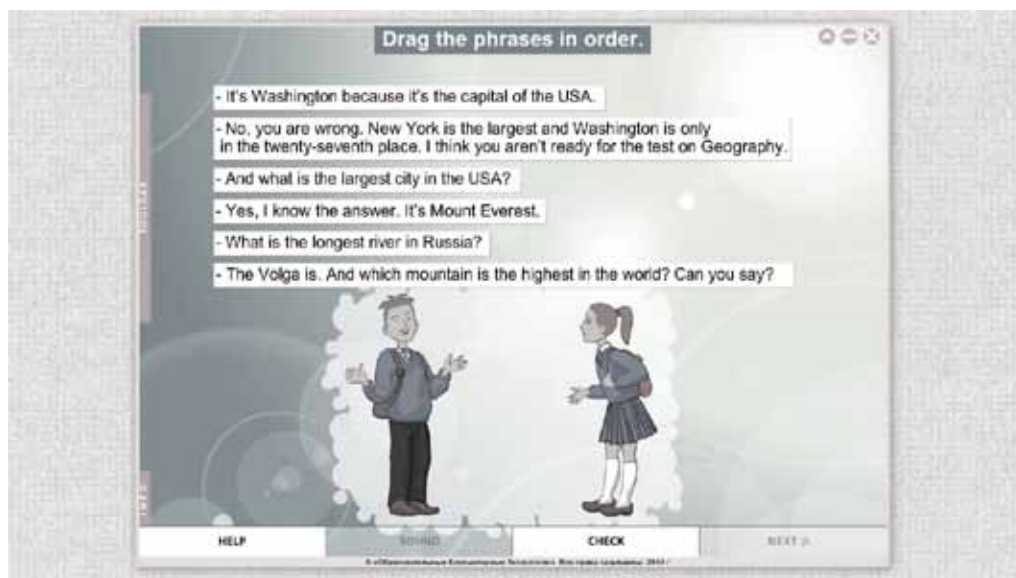 Drag the phrases in order.
- It's Washington because it's the capital of the USA.
- No, you are wrong. New York is the largest and Washington is only
in the twenty-seventh place. I think you aren't ready for the test on Geography.
- And what is the largest city in the USA?
- Yes, I know the answer. It's Mount Everest.
- What is the longest river in Russia?
- The Volga is. And which mountain is the highest in the world? Can you say?
HELP
SOUND
CHECK
NEXT